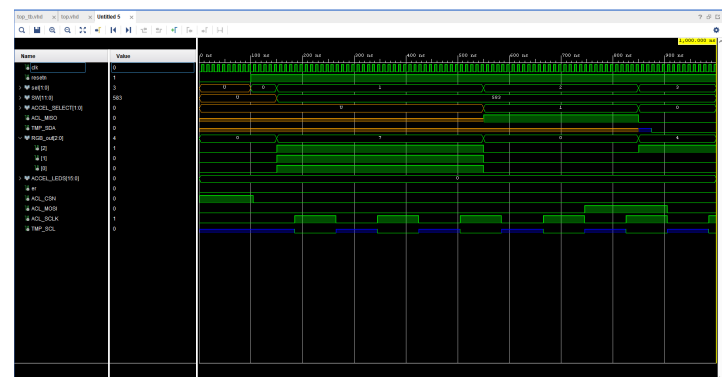 top_tb.vhd x top.vhd x Untitled 5 x ? 
1,000.000 ns
Name Value
0 ns 100 ns 200 ns 300 ns 400 ns 500 ns 600 ns 700 ns 800 ns 900 ns
clk 0
resetn 1
sel[1:0] 3 0 0 1 2 3
SW[11:0] 583 0 583
ACCEL_SELECT[1:0] 0 0 1 0
ACL_MISO 0
TMP_SDA 0
RGB_out[2:0] 4 0 7 0 4
[2] 1
[1] 0
[0] 0
ACCEL_LEDS[15:0] 0 0
er 0
ACL_CSN 0
ACL_MOSI 0
ACL_SCLK 1
TMP_SCL 0